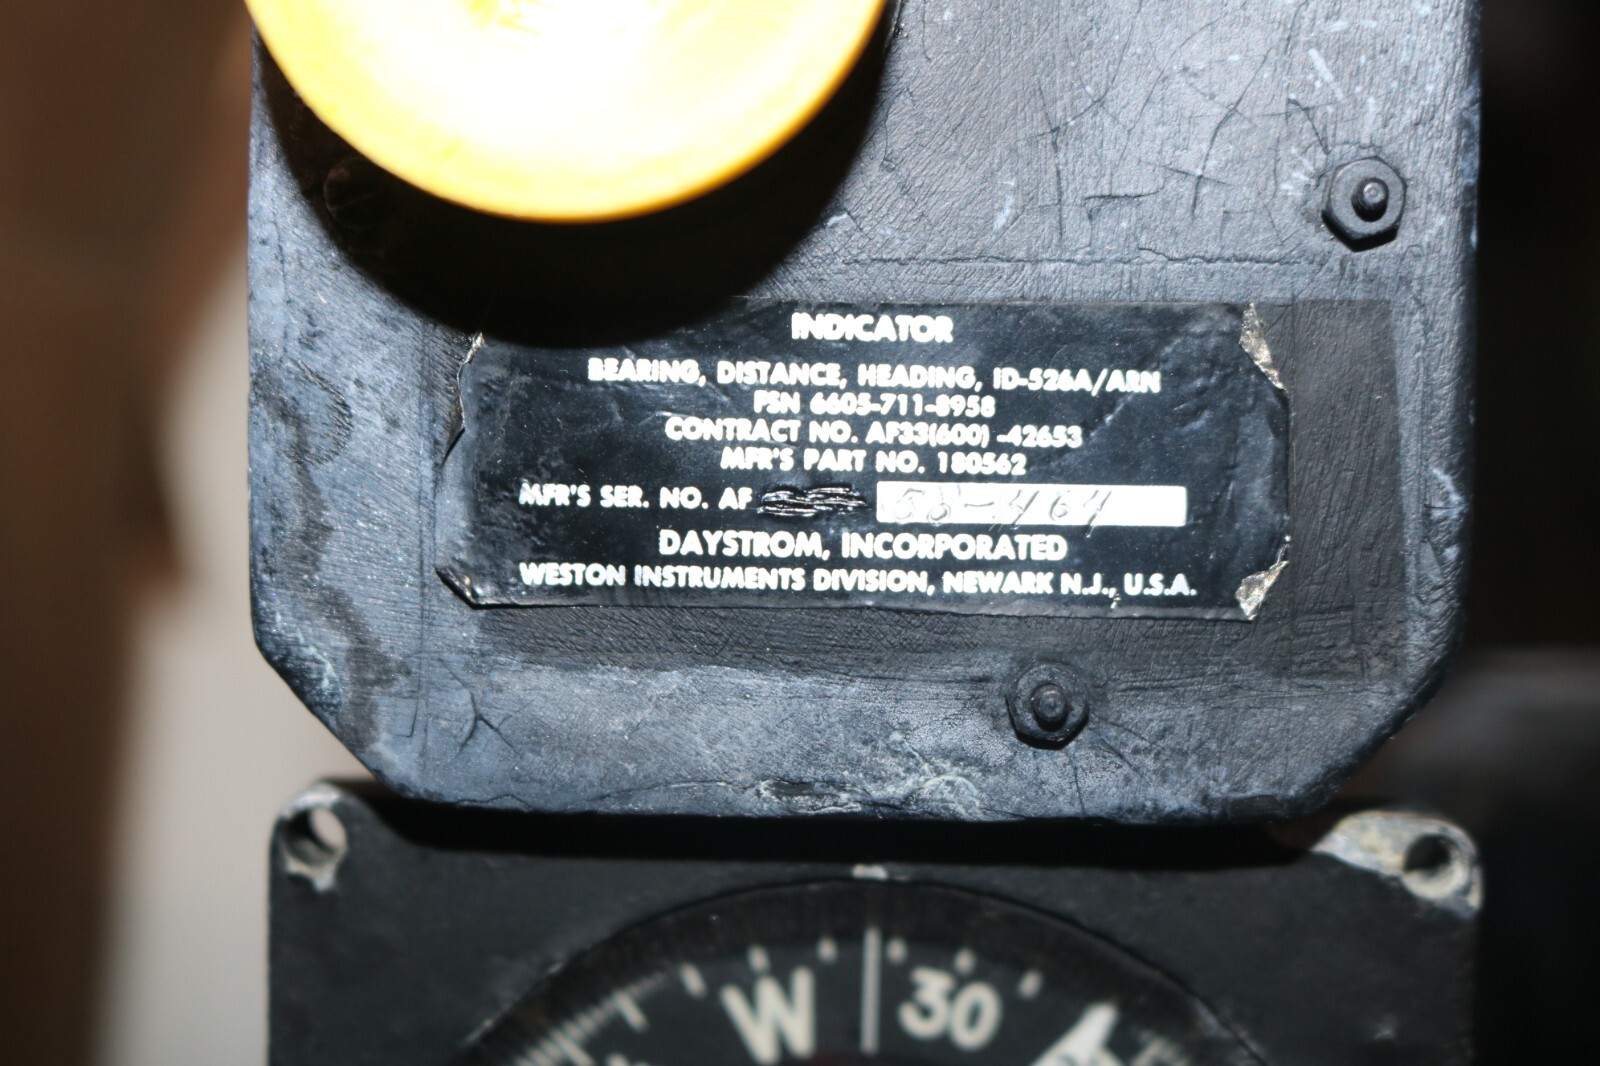 INDICATOR
BEARING, DISTANCE, HEADING, ID-526A/ARN
FSN 6605-711-8958
CONTRACT NO. AF33(600) -42653
MFR'S PART NO. 180562
MFR'S SER. NO. AF
DAYSTROM, INCORPORATED
WESTON INSTRUMENTS DIVISION, NEWARK N.J., U.S.A.
W 30